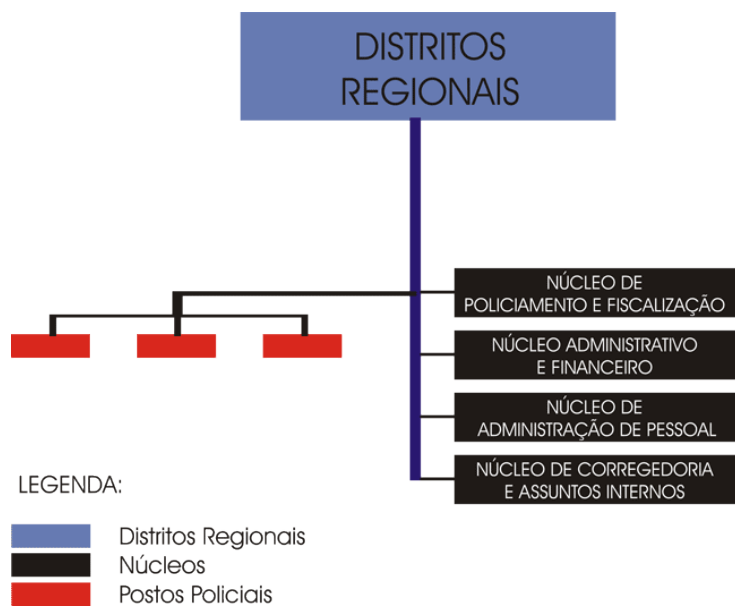 DISTRITOS
REGIONAIS
NÚCLEO DE
POLICIAMENTO E FISCALIZAÇÃO
NÚCLEO ADMINISTRATIVO
E FINANCEIRO
NÚCLEO DE
ADMINISTRAÇÃO DE PESSOAL
NÚCLEO DE CORREGEDORIA
E ASSUNTOS INTERNOS
LEGENDA:
Distritos Regionais
Núcleos
Postos Policiais